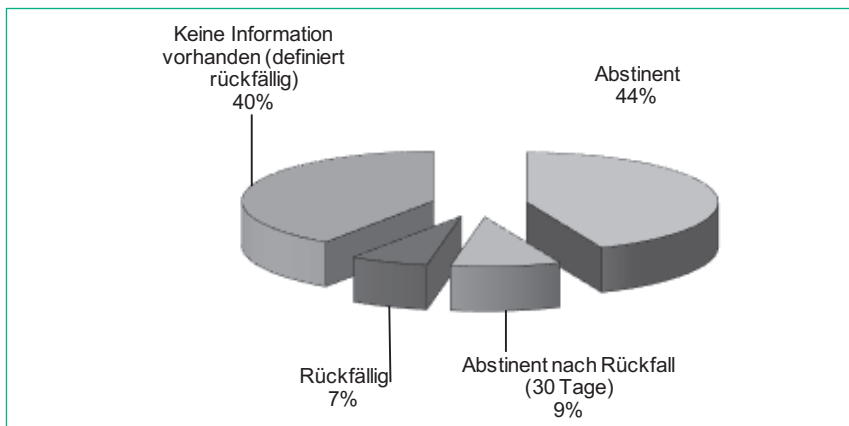 Keine Information
vorhanden (definiert
rückfällig)
40%
Abstinent
44%
Rückfällig
7%
Abstinent nach Rückfall
(30 Tage)
9%